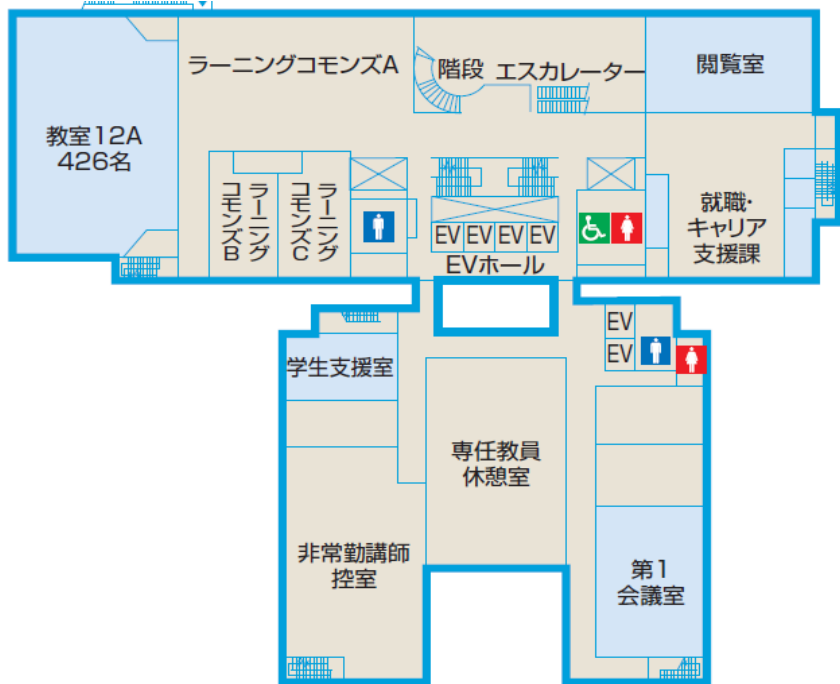 ラーニングコモンズA
階段
エスカレーター
閲覧室
教室12A
426名
ラーニング
コモンズB
ラーニング
コモンズC
EV
EV
EV
EV
EVホール
就職・
キャリア
支援課
EV
EV
学生支援室
専任教員
休憩室
非常勤講師
控室
第1
会議室